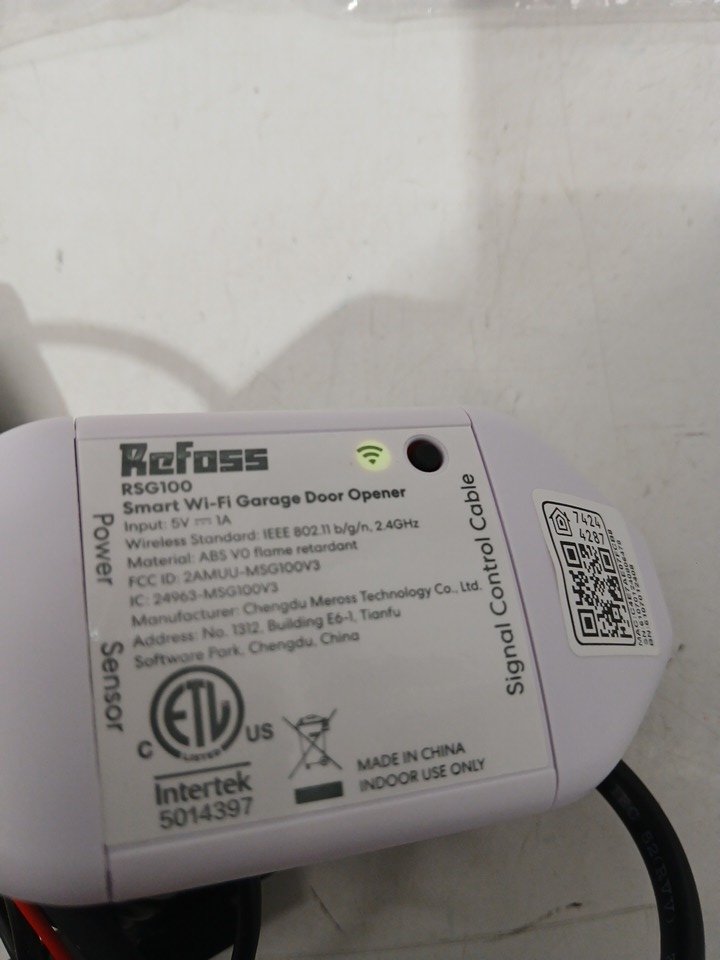 Refoss
RSG100
Smart Wi-Fi Garage Door Opener
Input: 5V ⎓ 1A
Wireless Standard: IEEE 802.11 b/g/n, 2.4GHz
Material: ABS V0 flame retardant
FCC ID: 2AMUU-MSG100V3
IC: 24963-MSG100V3
Manufacturer: Chengdu Meross Technology Co., Ltd.
Address: No. 1312, Building E6-1, Tianfu
Software Park, Chengdu, China
Power
Sensor
Signal Control Cable
C ETL US
LISTED
Intertek
5014397
MADE IN CHINA
INDOOR USE ONLY
7424
4287